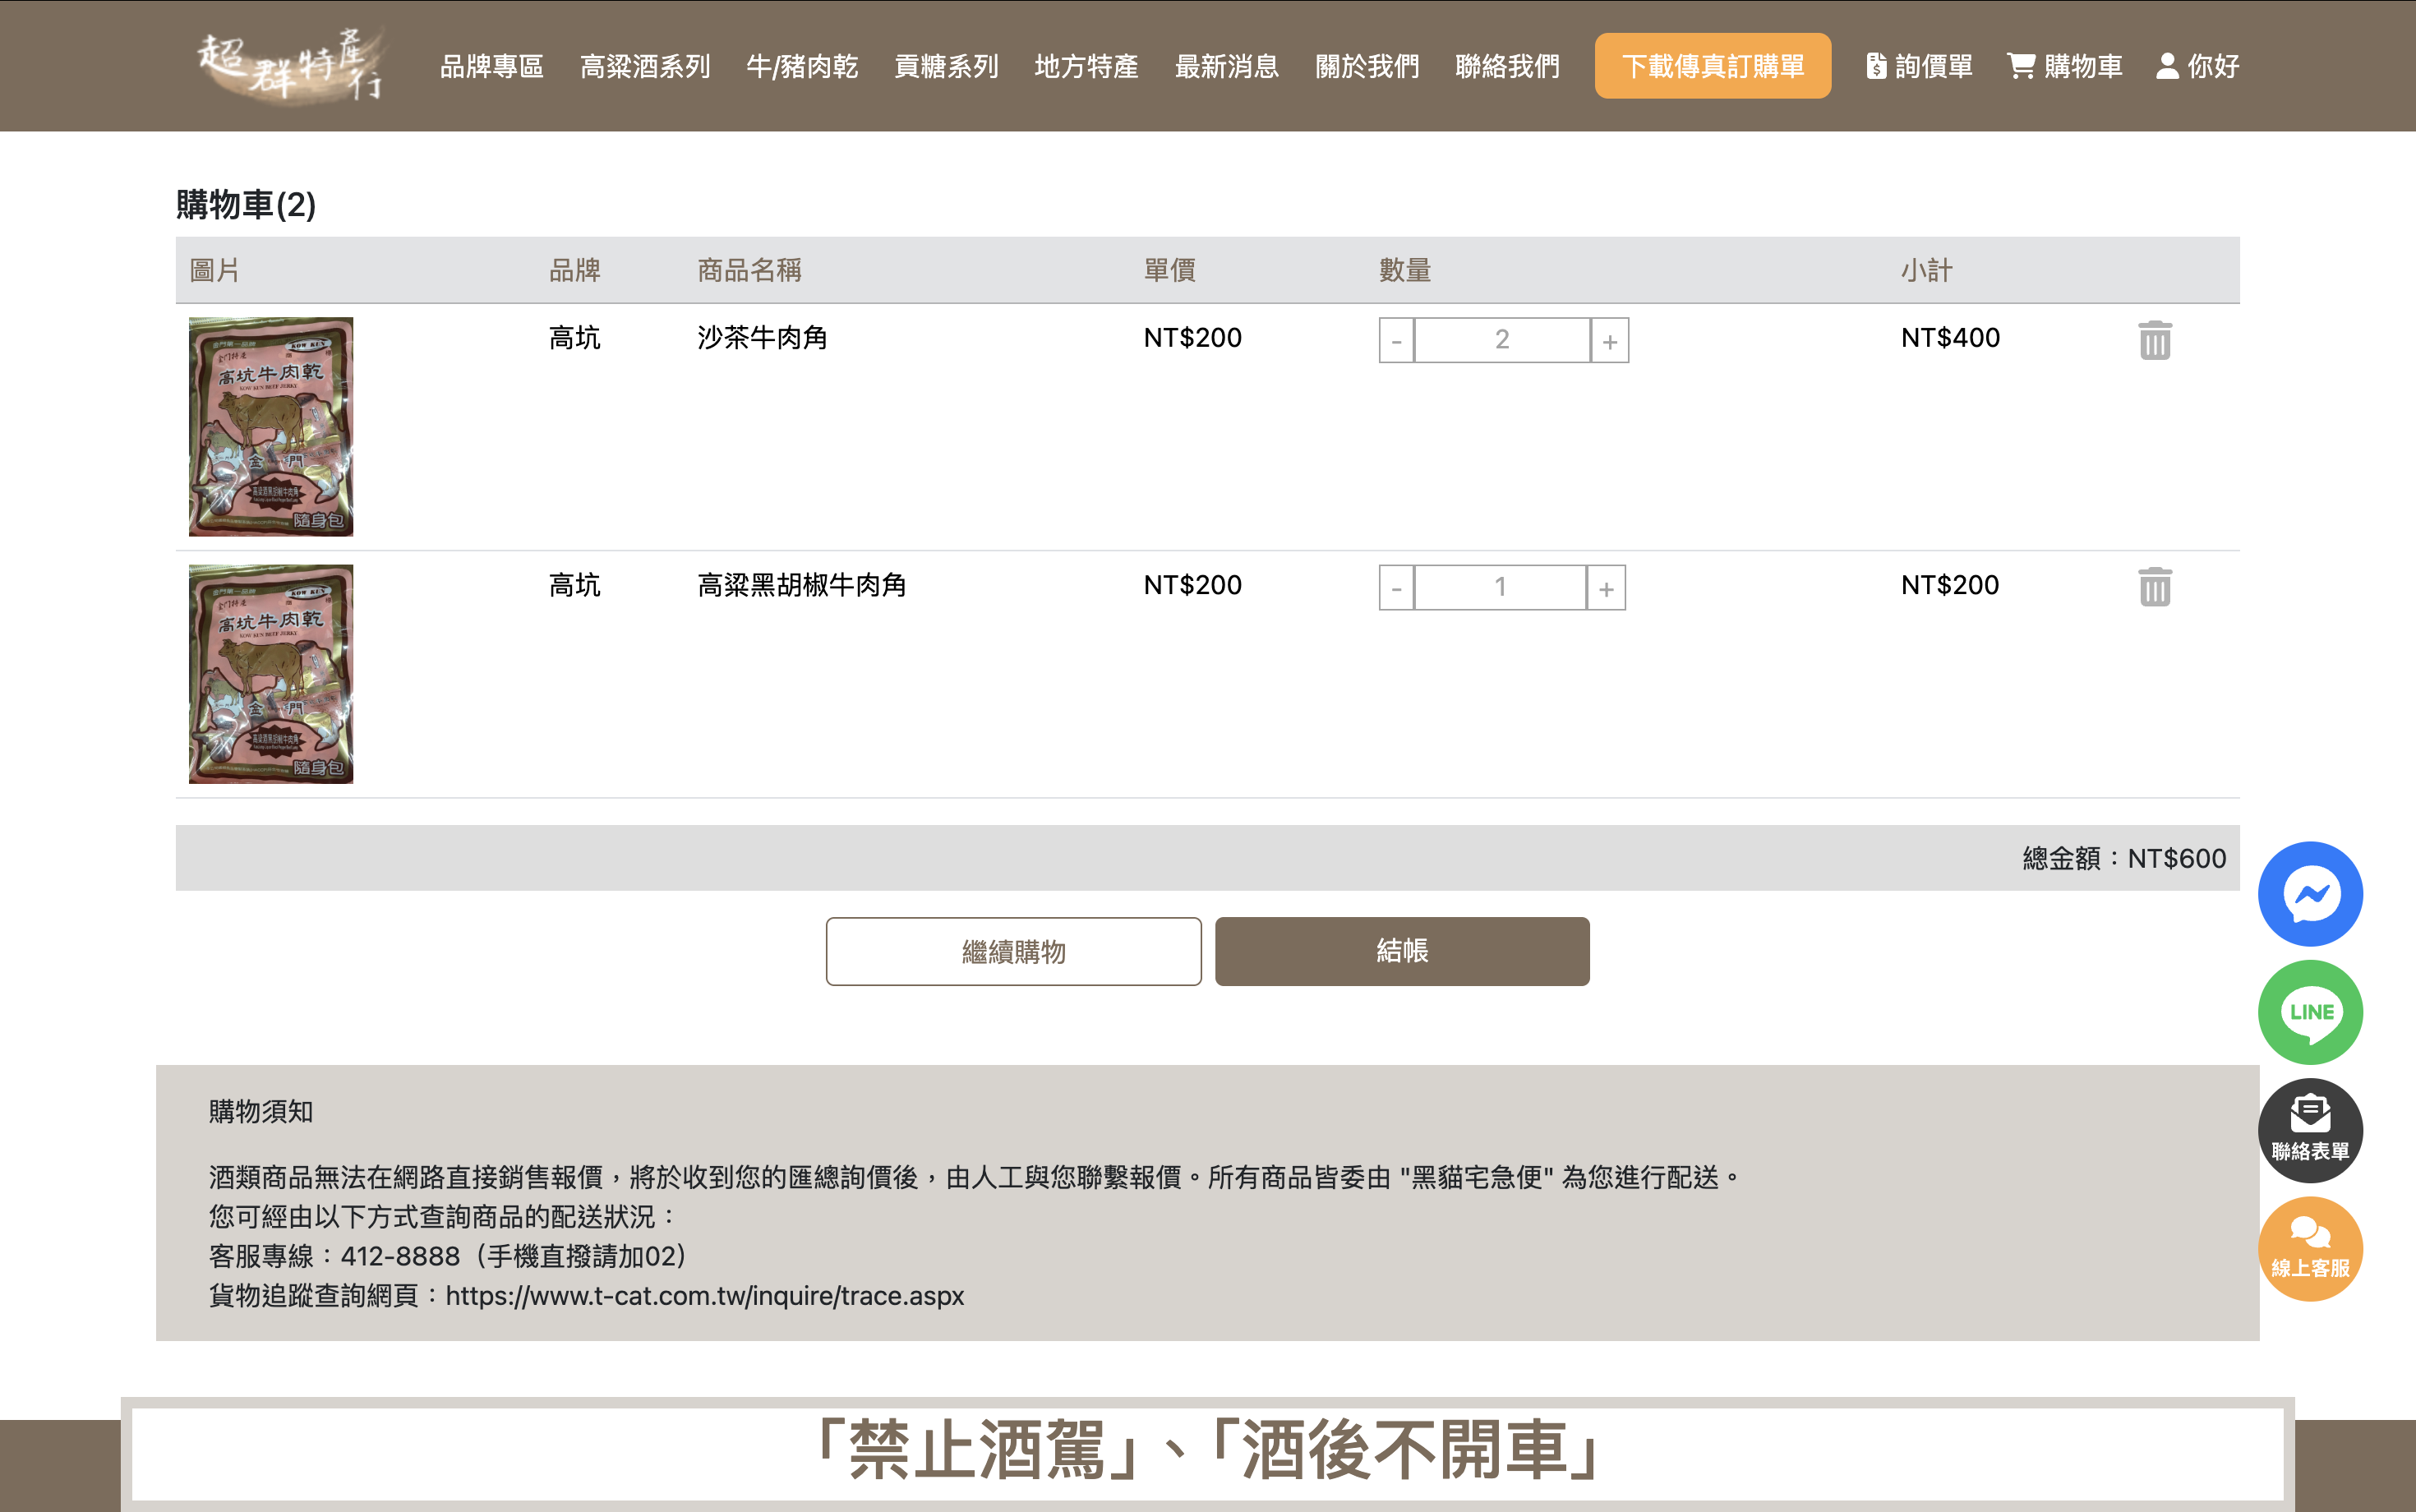 超群特產行
品牌專區 高粱酒系列 牛/豬肉乾 貢糖系列 地方特產 最新消息 關於我們 聯絡我們 下載傳真訂購單 詢價單 購物車 你好
購物車(2)
圖片 品牌 商品名稱 單價 數量 小計
高坑 沙茶牛肉角 NT$200 - 2 + NT$400
KOW KUN
高坑牛肉乾
KOW KUN BEEF JERKY
金門
隨身包
高坑 高粱黑胡椒牛肉角 NT$200 - 1 + NT$200
KOW KUN
高坑牛肉乾
KOW KUN BEEF JERKY
金門
隨身包
總金額：NT$600
繼續購物 結帳
LINE
聯絡表單
線上客服
購物須知
酒類商品無法在網路直接銷售報價，將於收到您的匯總詢價後，由人工與您聯繫報價。所有商品皆委由 "黑貓宅急便" 為您進行配送。
您可經由以下方式查詢商品的配送狀況：
客服專線：412-8888（手機直撥請加02）
貨物追蹤查詢網頁：https://www.t-cat.com.tw/inquire/trace.aspx
「禁止酒駕」、「酒後不開車」